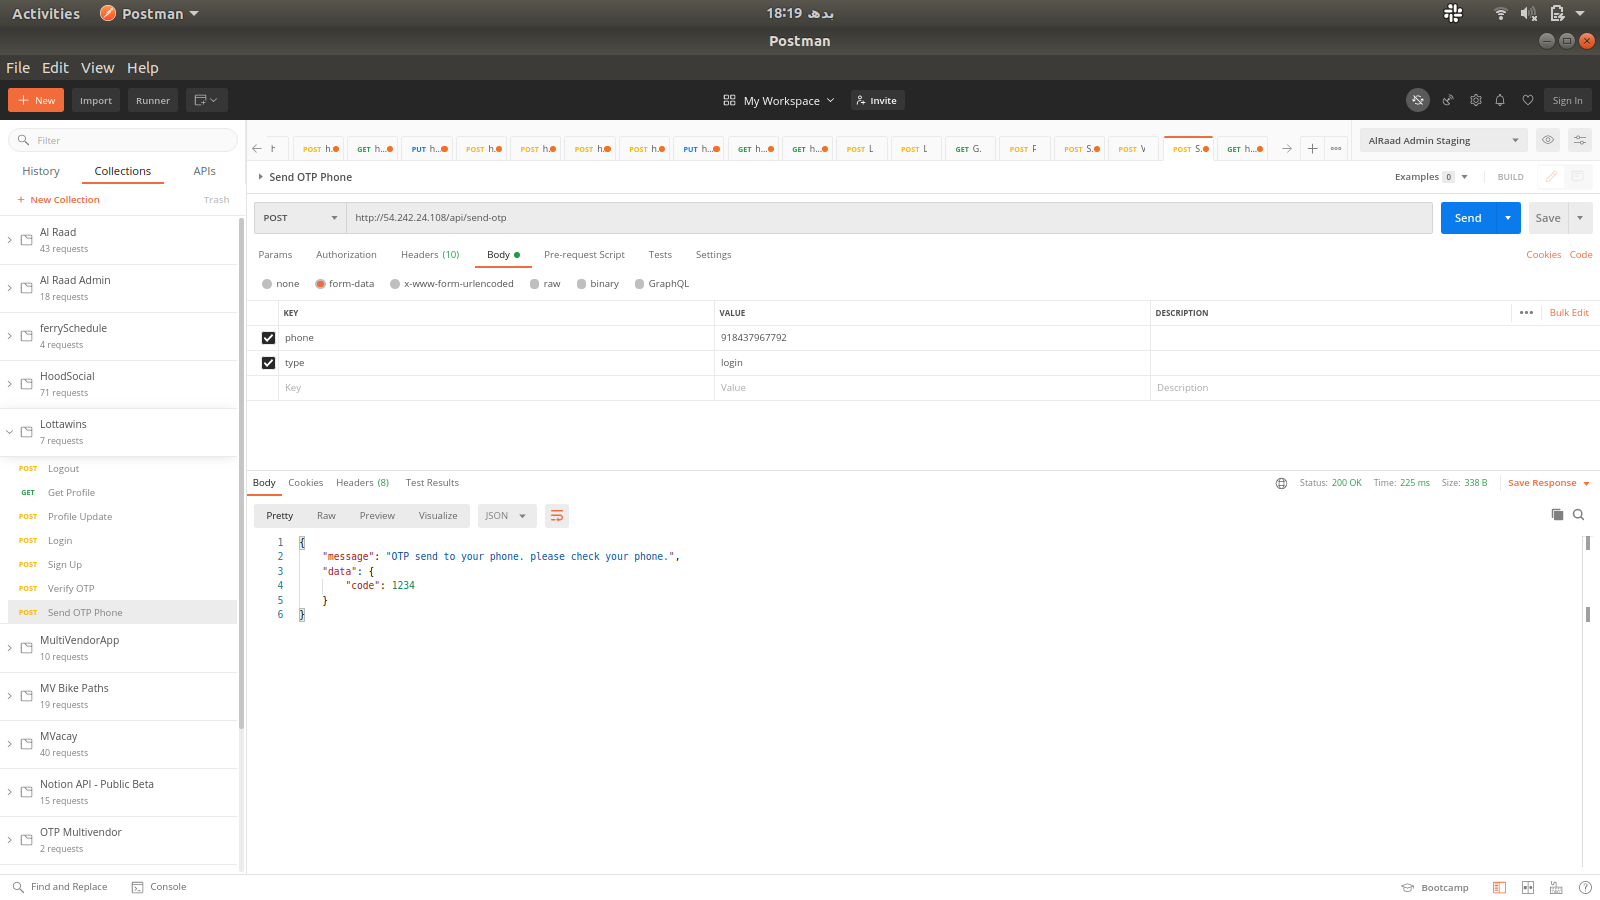 Activities Postman بدھ 18:19
Postman
File Edit View Help
New Import Runner My Workspace Invite Sign In
Filter
History Collections APIs
+ New Collection Trash
Al Raad
43 requests
Al Raad Admin
18 requests
ferrySchedule
4 requests
HoodSocial
71 requests
Lottawins
7 requests
POST Logout
GET Get Profile
POST Profile Update
POST Login
POST Sign Up
POST Verify OTP
POST Send OTP Phone
MultiVendorApp
10 requests
MV Bike Paths
19 requests
MVacay
40 requests
Notion API - Public Beta
15 requests
OTP Multivendor
2 requests
POST h... GET h... PUT h... POST h. POST h. POST h. POST h. PUT h... GET h... GET h... POST L POST L GET G. POST F POST S. POST V POST S. GET h...
AlRaad Admin Staging
Send OTP Phone Examples 0 BUILD
POST http://54.242.24.108/api/send-otp Send Save
Params Authorization Headers (10) Body Pre-request Script Tests Settings Cookies Code
none form-data x-www-form-urlencoded raw binary GraphQL
KEY VALUE DESCRIPTION ••• Bulk Edit
phone 918437967792
type login
Key Value Description
Body Cookies Headers (8) Test Results Status: 200 OK Time: 225 ms Size: 338 B Save Response
Pretty Raw Preview Visualize JSON
1 {
2 "message": "OTP send to your phone. please check your phone.",
3 "data": {
4 "code": 1234
5 }
6 }
Find and Replace Console Bootcamp